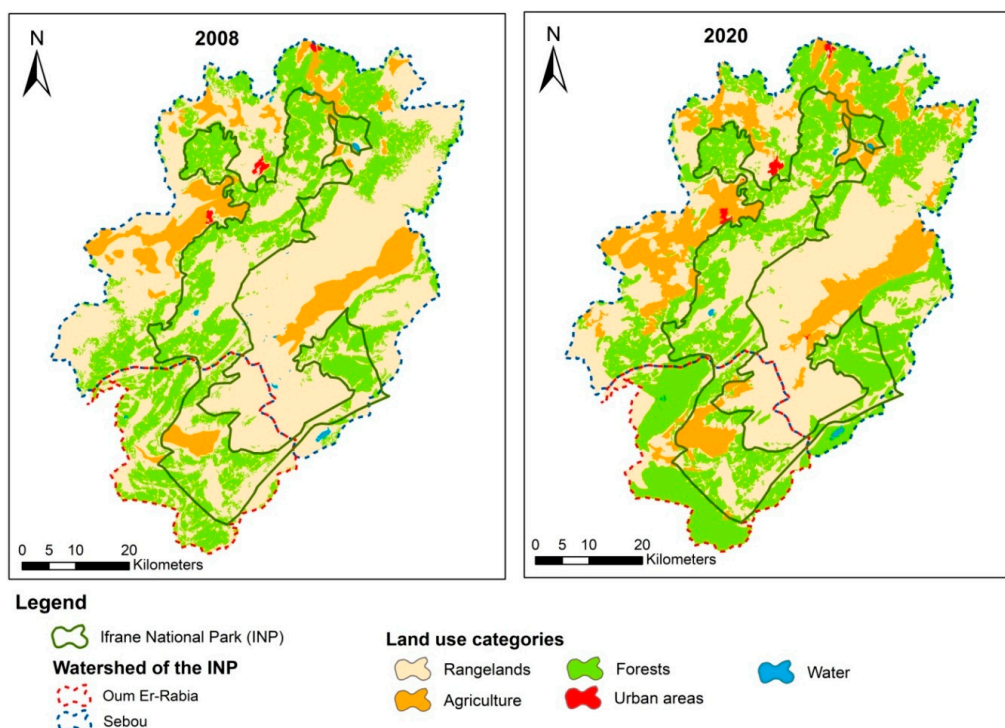 2008
N
0 5 10 20
Kilometers
2020
N
0 5 10 20
Kilometers
Legend
Ifrane National Park (INP)
Watershed of the INP
Oum Er-Rabia
Sebou
Land use categories
Rangelands
Forests
Water
Agriculture
Urban areas